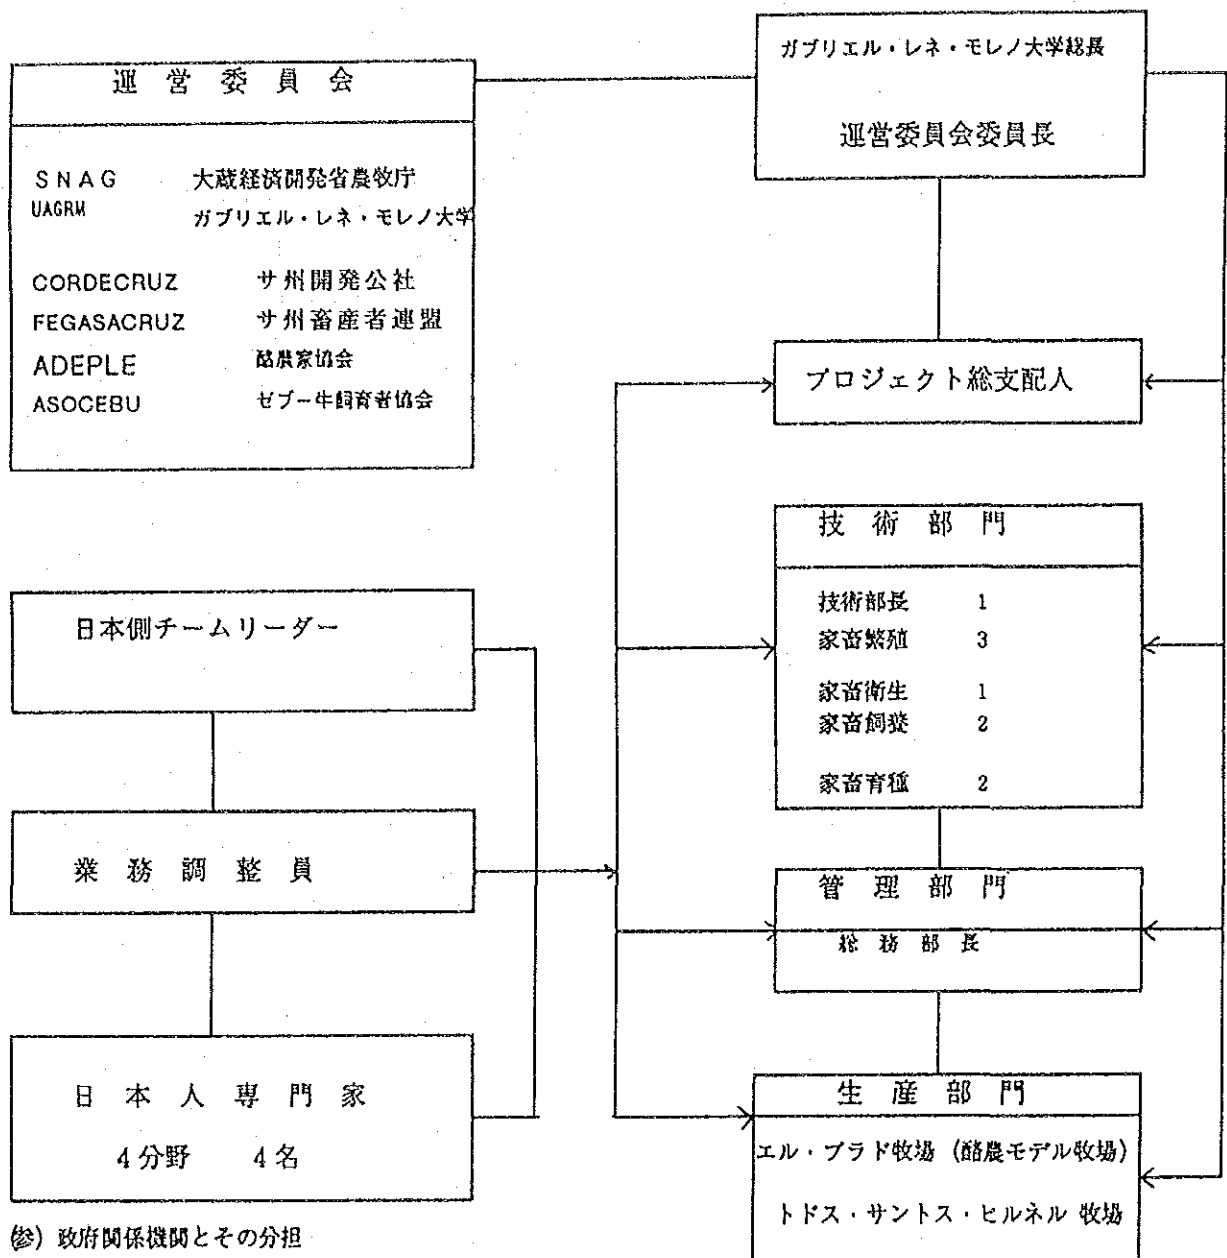 運営委員会
SNAG 大蔵経済開発省農牧庁
UAGRM ガブリエル・レネ・モレノ大学
CORDECRUZ サ州開発公社
FEGASACRUZ サ州畜産者連盟
ADEPLE 酪農家協会
ASOCEBU ゼブー牛飼育者協会
ガブリエル・レネ・モレノ大学総長
運営委員会委員長
プロジェクト総支配人
技術部門
技術部長 1
家畜繁殖 3
家畜衛生 1
家畜飼養 2
家畜育種 2
管理部門
総務部長
生産部門
エル・プラド牧場 (酪農モデル牧場)
トドス・サントス・ヒルネル 牧場
日本側チームリーダー
業務調整員
日本人専門家
4分野 4名
(参) 政府関係機関とその分担